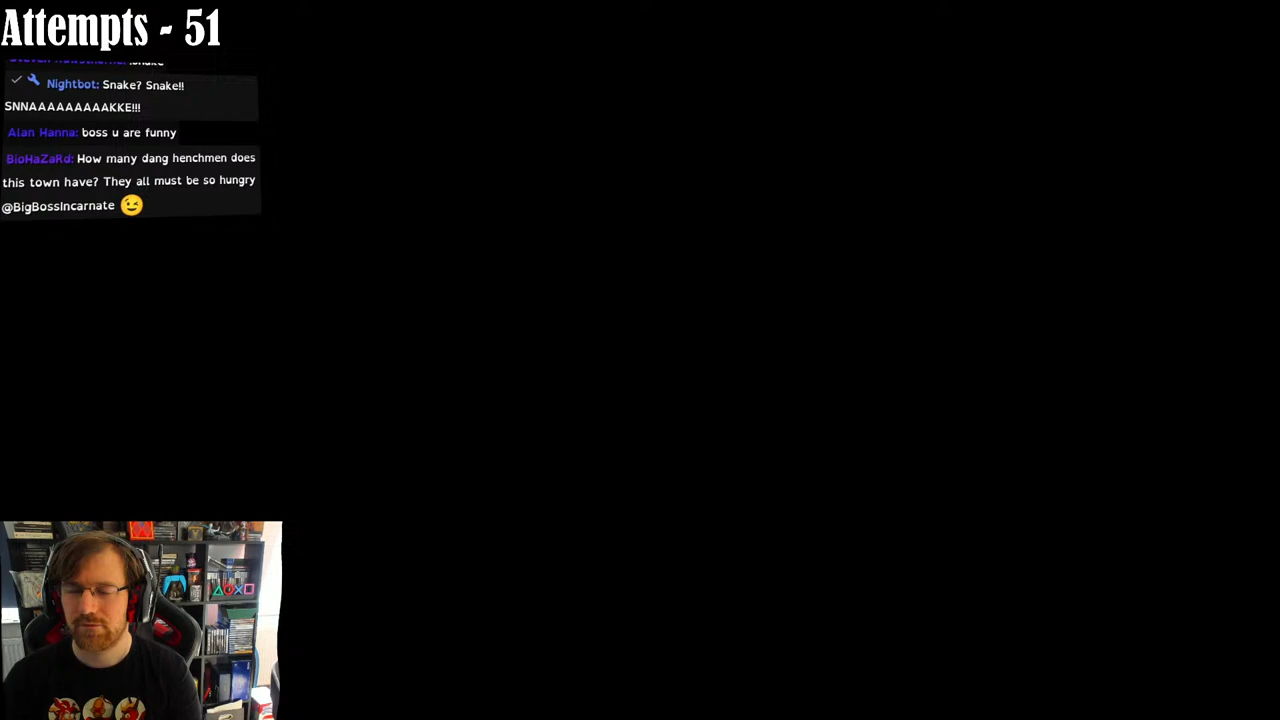 Attempts - 51
Nightbot: Snake? Snake!!
SNNAAAAAAAAAKKE!!!
Alan Hanna: boss u are funny
BioHaZaRd: How many dang henchmen does
this town have? They all must be so hungry
@BigBossIncarnate